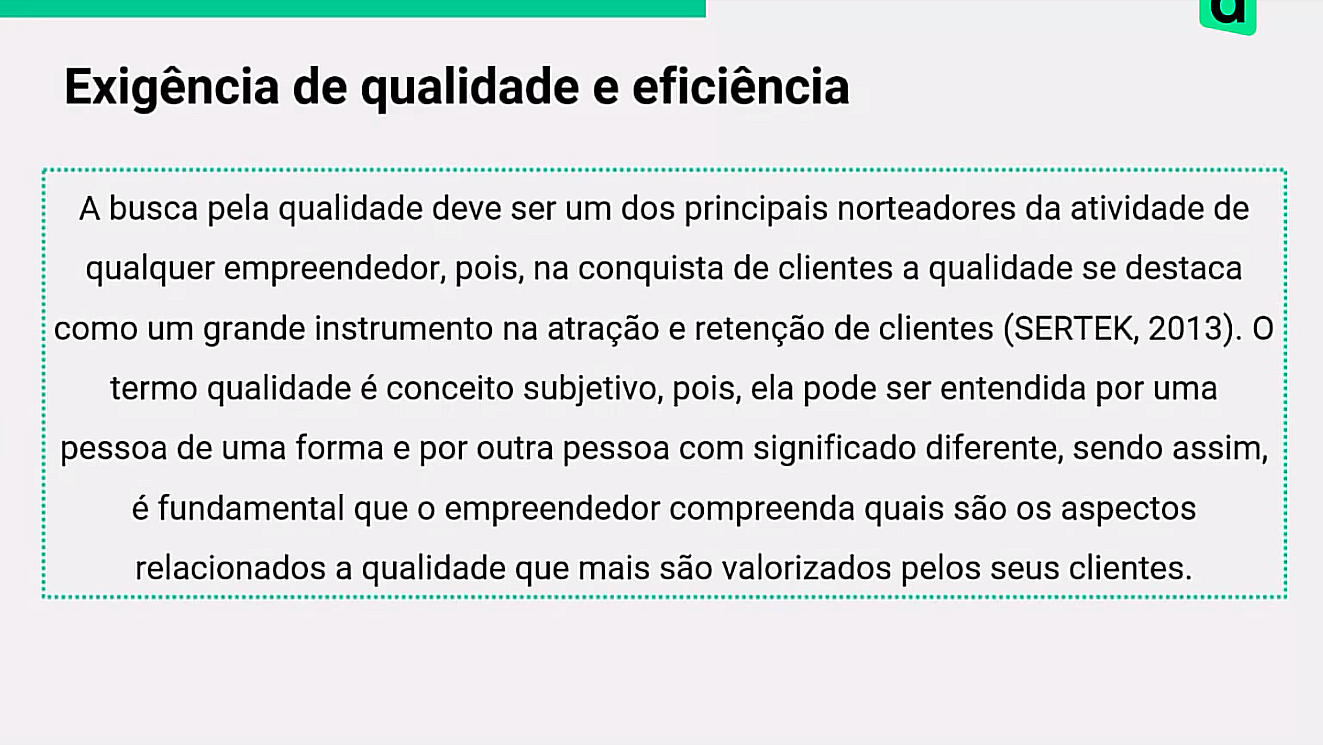 Exigência de qualidade e eficiência
A busca pela qualidade deve ser um dos principais norteadores da atividade de
qualquer empreendedor, pois, na conquista de clientes a qualidade se destaca
como um grande instrumento na atração e retenção de clientes (SERTEK, 2013). O
termo qualidade é conceito subjetivo, pois, ela pode ser entendida por uma
pessoa de uma forma e por outra pessoa com significado diferente, sendo assim,
é fundamental que o empreendedor compreenda quais são os aspectos
relacionados a qualidade que mais são valorizados pelos seus clientes.